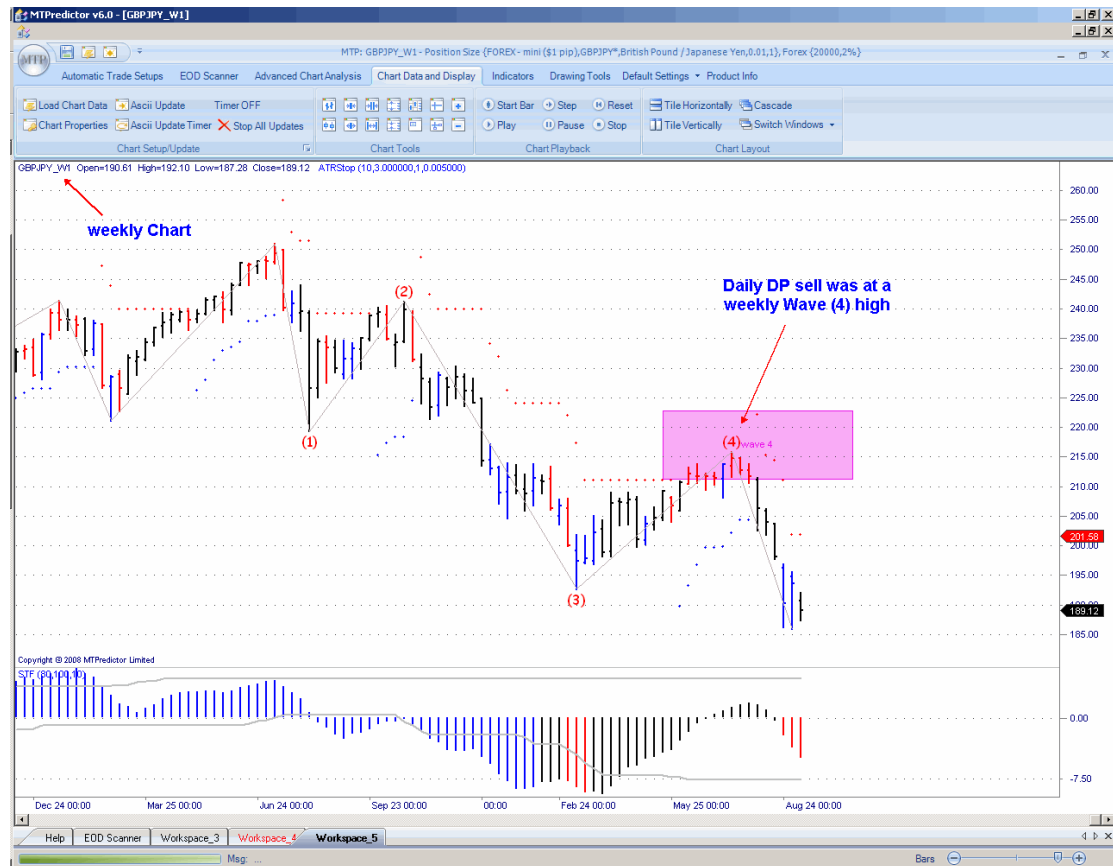 MTPredictor v6.0 - [GBPJPY_W1]
MTP
MTP: GBPJPY_W1 - Position Size {FOREX- mini ($1 pip),GBPJPY*,British Pound / Japanese Yen,0.01,1}, Forex {20000,2%}
Automatic Trade Setups EOD Scanner Advanced Chart Analysis Chart Data and Display Indicators Drawing Tools Default Settings Product Info
Load Chart Data Ascii Update Timer OFF Start Bar Step Reset Tile Horizontally Cascade
Chart Properties Ascii Update Timer Stop All Updates Play Pause Stop Tile Vertically Switch Windows
Chart Setup/Update Chart Tools Chart Playback Chart Layout
GBPJPY_W1 Open=190.61 High=192.10 Low=187.28 Close=189.12 ATRStop (10,3.000000,1,0.005000)
weekly Chart
Daily DP sell was at a
weekly Wave (4) high
(1)
(2)
(3)
(4)
wave 4
260.00
255.00
250.00
245.00
240.00
235.00
230.00
225.00
220.00
215.00
210.00
205.00
201.58
200.00
195.00
189.12
185.00
Copyright © 2008 MTPredictor Limited
STF (80,100,10)
0.00
-7.50
Dec 24 00:00 Mar 25 00:00 Jun 24 00:00 Sep 23 00:00 00:00 Feb 24 00:00 May 25 00:00 Aug 24 00:00
Help EOD Scanner Workspace_3 Workspace_4 Workspace_5
Msg: ... Bars